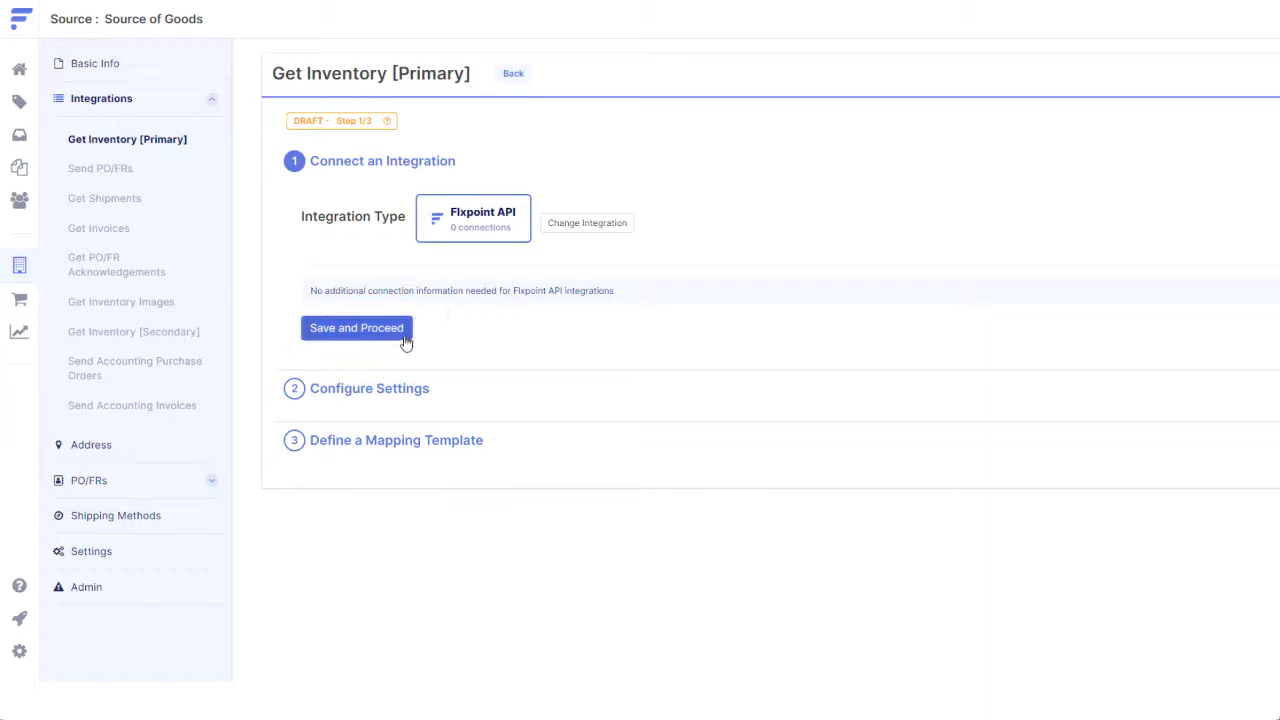 Source : Source of Goods
Basic Info
Integrations
Get Inventory [Primary]
Send PO/FRs
Get Shipments
Get Invoices
Get PO/FR
Acknowledgements
Get Inventory Images
Get Inventory [Secondary]
Send Accounting Purchase
Orders
Send Accounting Invoices
Address
PO/FRs
Shipping Methods
Settings
Admin
Get Inventory [Primary]
Back
DRAFT - Step 1/3
1 Connect an Integration
Integration Type
Flxpoint API
0 connections
Change Integration
No additional connection information needed for Flxpoint API integrations
Save and Proceed
2 Configure Settings
3 Define a Mapping Template